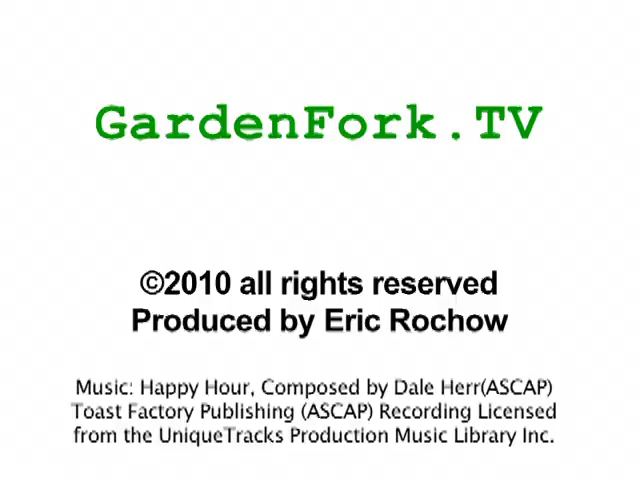 GardenFork.TV
©2010 all rights reserved
Produced by Eric Rochow
Music: Happy Hour, Composed by Dale Herr(ASCAP)
Toast Factory Publishing (ASCAP) Recording Licensed
from the UniqueTracks Production Music Library Inc.